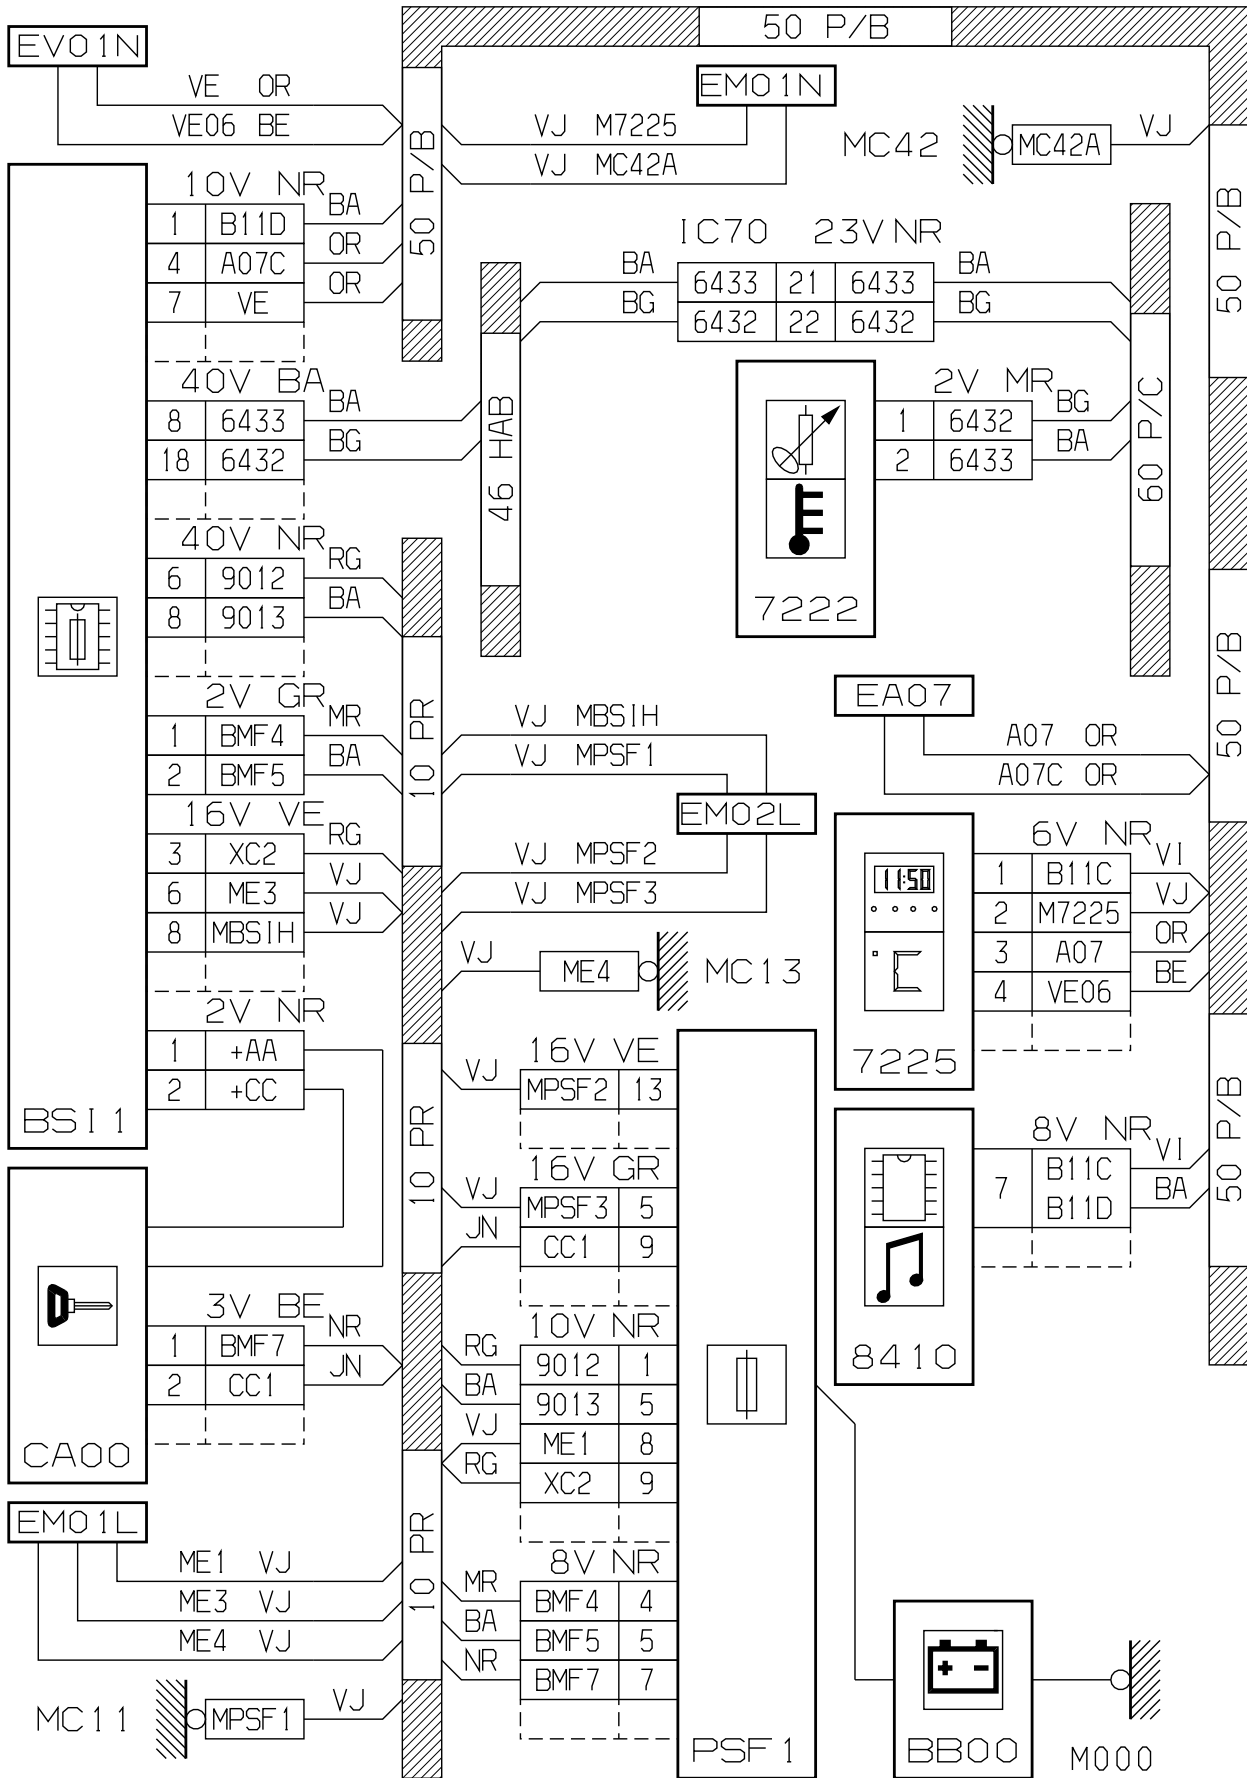 50 P/B
EV01N
VE OR
VE06 BE
50 P/B
EM01N
VJ M7225
VJ MC42A
MC42
MC42A
VJ
50 P/B
10V NR
1 B11D BA
4 A07C OR
7 VE OR
IC70 23V NR
BA 6433 21 6433 BA
BG 6432 22 6432 BG
40V BA
8 6433 BA
18 6432 BG
46 HAB
2V MR
1 6432 BG
2 6433 BA
7222
60 P/C
40V NR
6 9012 RG
8 9013 BA
2V GR
1 BMF4 MR
2 BMF5 BA
10 PR
VJ MBSIH
VJ MPSF1
EM02L
VJ MPSF2
VJ MPSF3
EA07
A07 OR
A07C OR
50 P/B
16V VE
3 XC2 RG
6 ME3 VJ
8 MBSIH VJ
11:50
°C
6V NR
1 B11C VI
2 M7225 VJ
3 A07 OR
4 VE06 BE
7225
VJ
ME4
MC13
2V NR
1 +AA
2 +CC
BSI1
10 PR
16V VE
VJ MPSF2 13
16V GR
VJ MPSF3 5
JN CC1 9
8V NR
7 B11C VI
B11D BA
8410
50 P/B
3V BE
1 BMF7 NR
2 CC1 JN
CA00
10V NR
RG 9012 1
BA 9013 5
VJ ME1 8
RG XC2 9
EM01L
ME1 VJ
ME3 VJ
ME4 VJ
10 PR
8V NR
MR BMF4 4
BA BMF5 5
NR BMF7 7
PSF1
MC11
MPSF1
VJ
+ -
BB00
M000